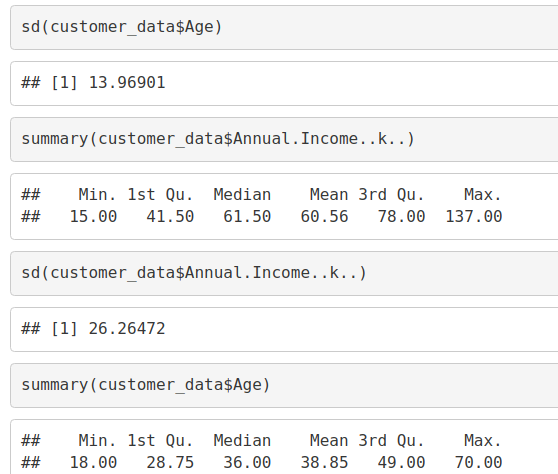 sd(customer_data$Age)
## [1] 13.96901
summary(customer_data$Annual.Income..k..)
##    Min. 1st Qu.  Median    Mean 3rd Qu.    Max.
##   15.00   41.50   61.50   60.56   78.00  137.00
sd(customer_data$Annual.Income..k..)
## [1] 26.26472
summary(customer_data$Age)
##    Min. 1st Qu.  Median    Mean 3rd Qu.    Max.
##   18.00   28.75   36.00   38.85   49.00   70.00